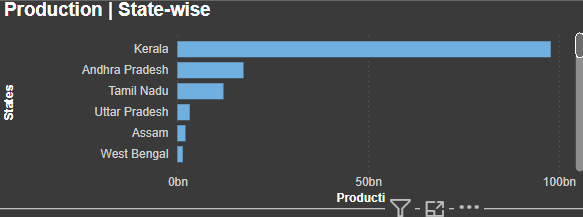 Production | State-wise
States
Kerala
Andhra Pradesh
Tamil Nadu
Uttar Pradesh
Assam
West Bengal
0bn 50bn 100bn
Producti